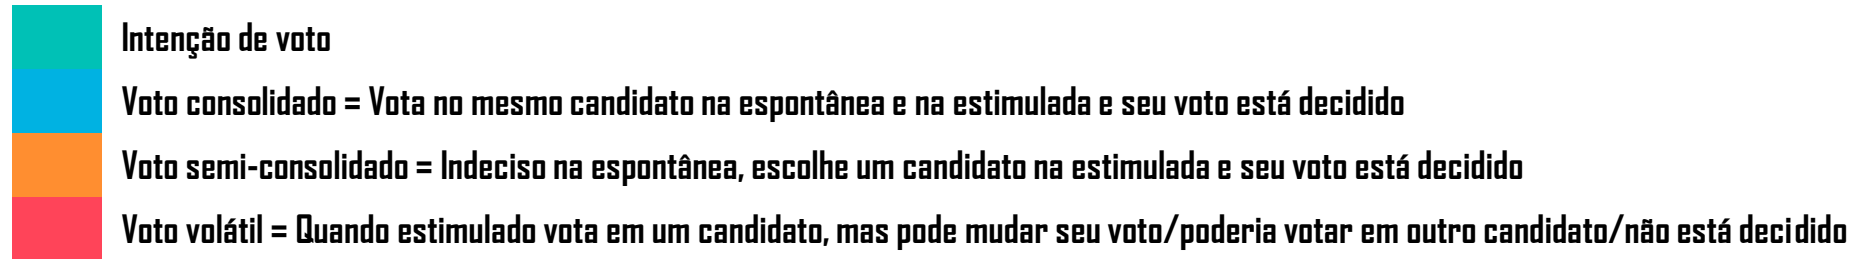 Intenção de voto
Voto consolidado = Vota no mesmo candidato na espontânea e na estimulada e seu voto está decidido
Voto semi-consolidado = Indeciso na espontânea, escolhe um candidato na estimulada e seu voto está decidido
Voto volátil = Quando estimulado vota em um candidato, mas pode mudar seu voto/poderia votar em outro candidato/não está decidido